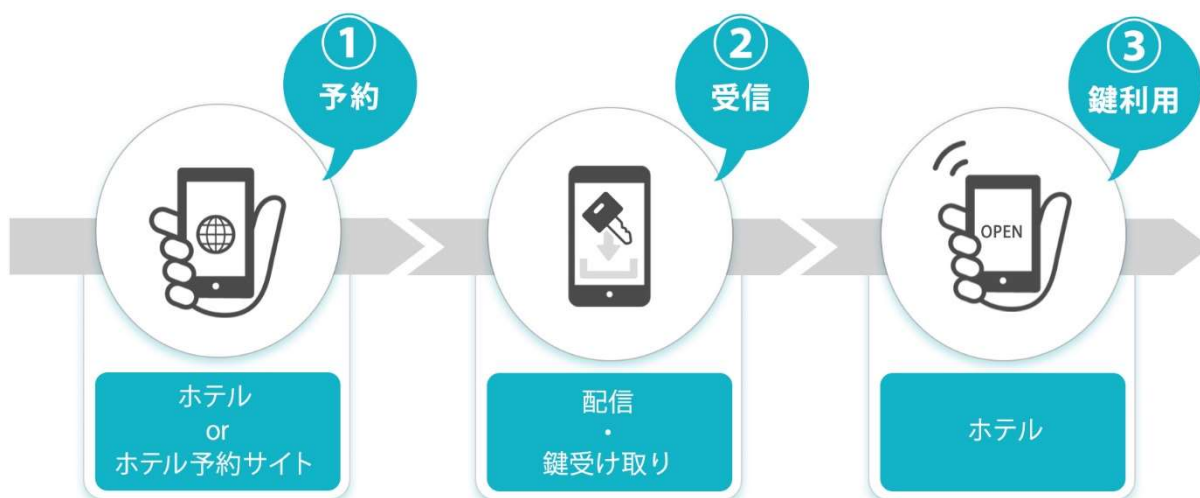 ①
予約
ホテル
or
ホテル予約サイト
②
受信
配信
・
鍵受け取り
③
鍵利用
OPEN
ホテル